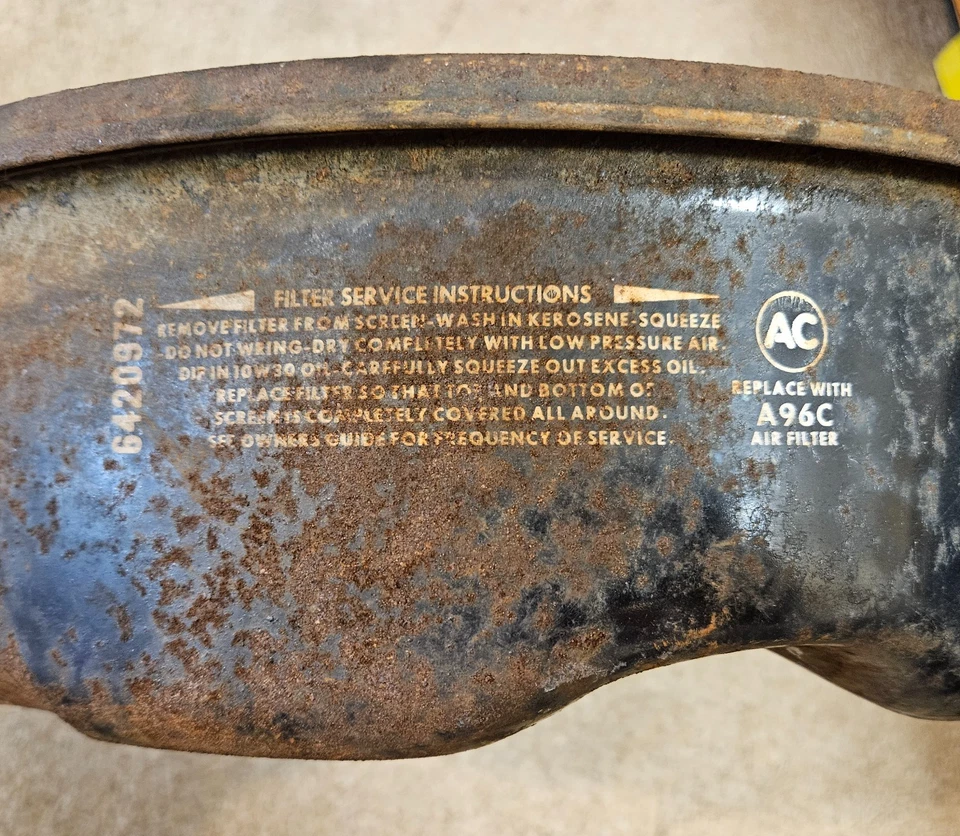 6420972
FILTER SERVICE INSTRUCTIONS
REMOVE FILTER FROM SCREEN-WASH IN KEROSENE-SQUEEZE
-DO NOT WRING-DRY COMPLETELY WITH LOW PRESSURE AIR
DIP IN 10W30 OIL-CAREFULLY SQUEEZE OUT EXCESS OIL.
REPLACE FILTER SO THAT TOP AND BOTTOM OF
SCREEN IS COMPLETELY COVERED ALL AROUND.
SEE OWNERS GUIDE FOR FREQUENCY OF SERVICE.
AC
REPLACE WITH
A96C
AIR FILTER